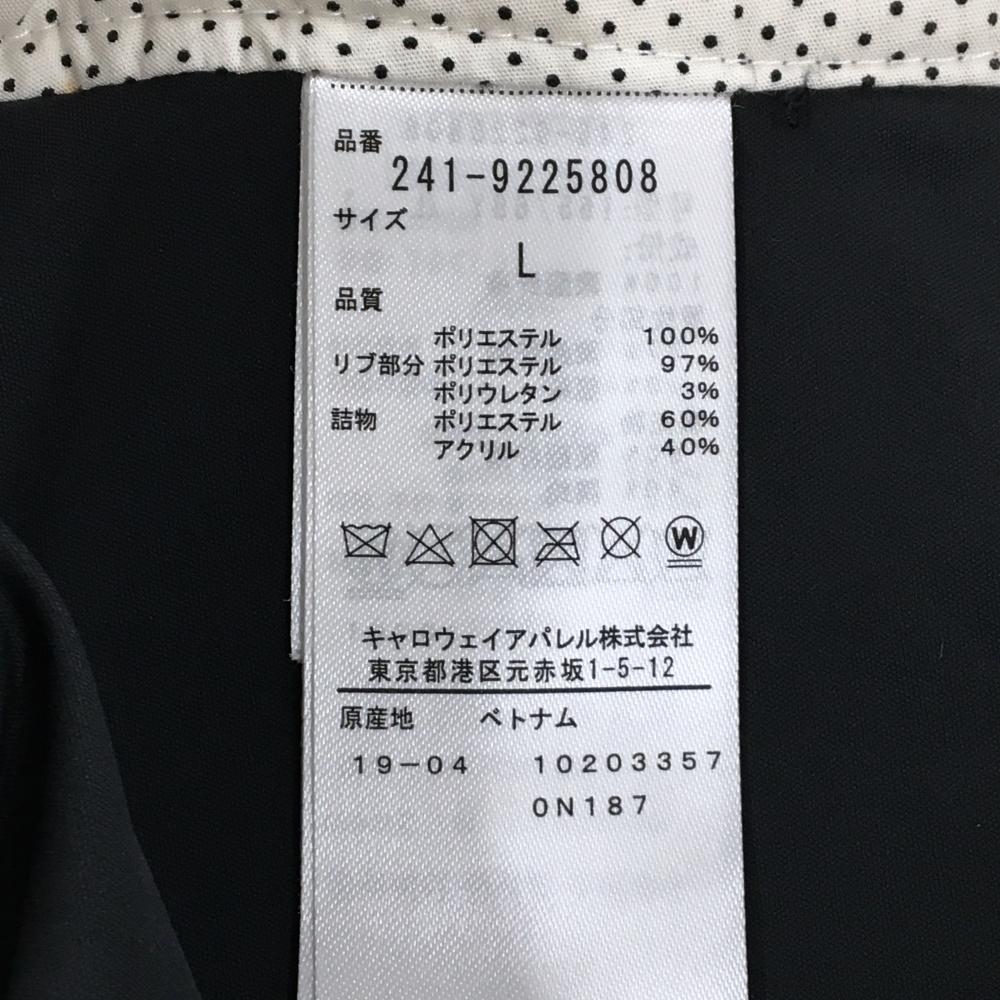 品番
241-9225808
サイズ
L
品質
ポリエステル 100%
リブ部分 ポリエステル 97%
ポリウレタン 3%
詰物 ポリエステル 60%
アクリル 40%
W
キャロウェイアパレル株式会社
東京都港区元赤坂1-5-12
原産地 ベトナム
19-04 10203357
0N187